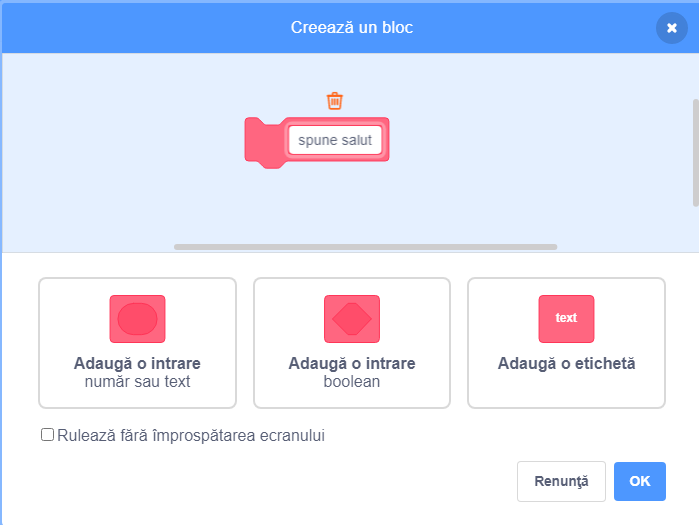 Creează un bloc
spune salut
text
Adaugă o intrare
număr sau text
Adaugă o intrare
boolean
Adaugă o etichetă
Rulează fără împrospătarea ecranului
Renunţă
OK